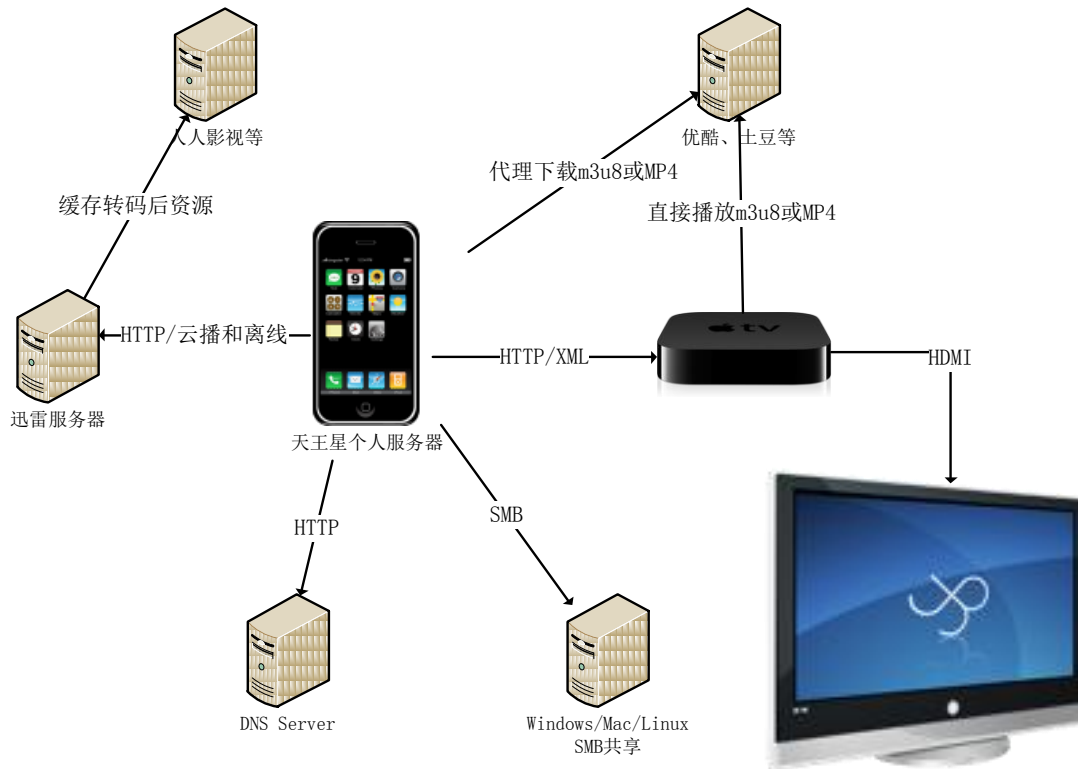 人人影视等
优酷、土豆等
代理下载m3u8或MP4
缓存转码后资源
直接播放m3u8或MP4
tv
HTTP/云播和离线
HTTP/XML
HDMI
迅雷服务器
天王星个人服务器
HTTP
SMB
DNS Server
Windows/Mac/Linux
SMB共享